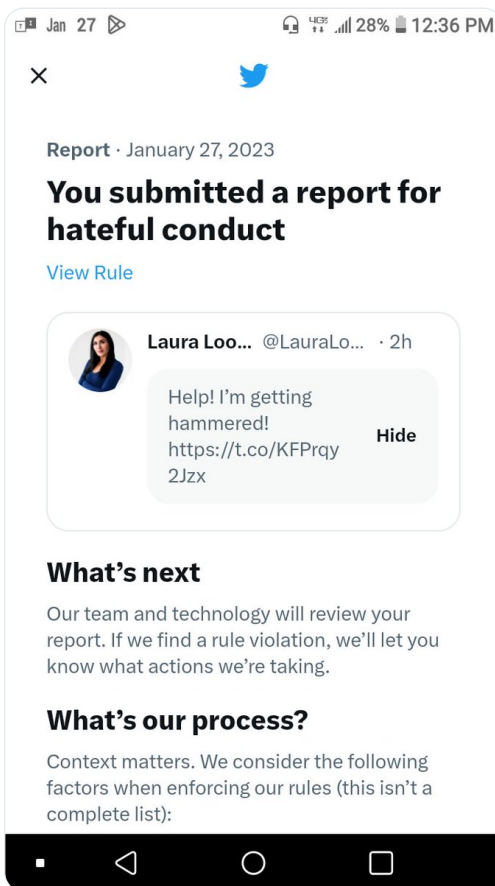 Jan 27
4G 28% 12:36 PM
Report · January 27, 2023
You submitted a report for
hateful conduct
View Rule
Laura Loo... @LauraLo... · 2h
Help! I'm getting
hammered!
https://t.co/KFPrqy
2Jzx
Hide
What's next
Our team and technology will review your
report. If we find a rule violation, we'll let you
know what actions we're taking.
What's our process?
Context matters. We consider the following
factors when enforcing our rules (this isn't a
complete list):